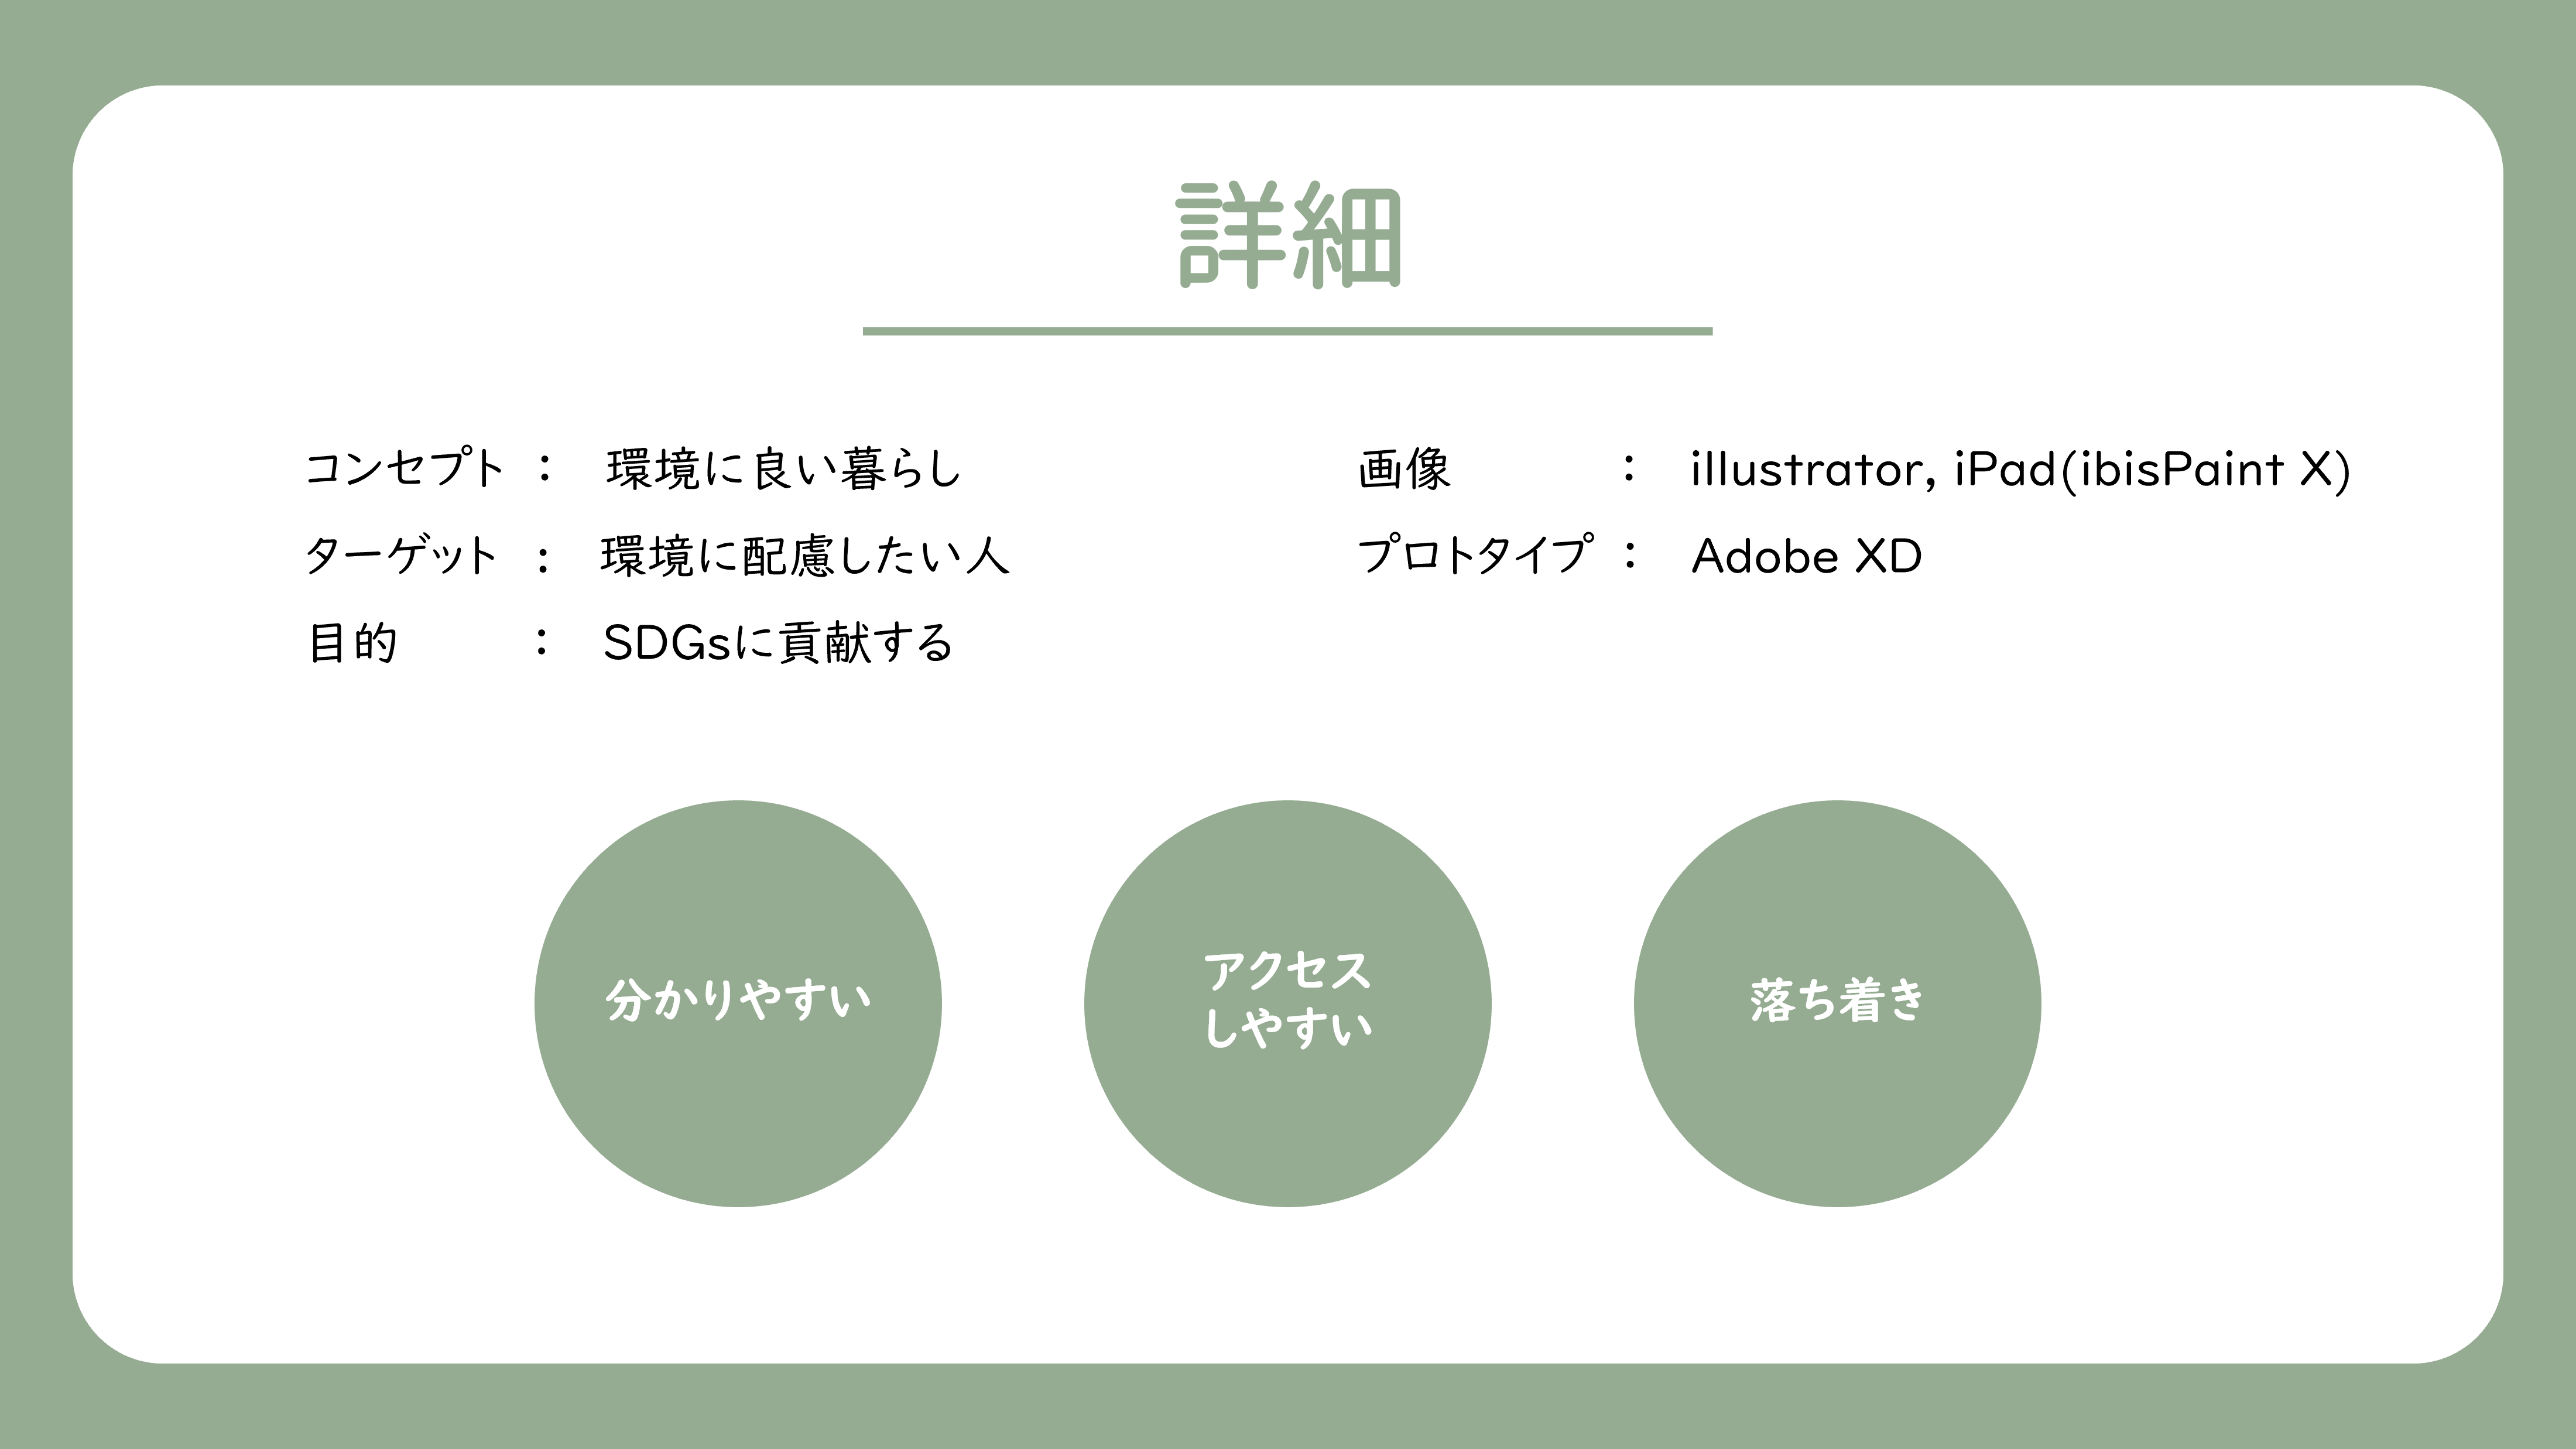 詳細
コンセプト : 環境に良い暮らし
ターゲット : 環境に配慮したい人
目的 : SDGsに貢献する
画像 : illustrator, iPad(ibisPaint X)
プロトタイプ : Adobe XD
分かりやすい
アクセス
しやすい
落ち着き